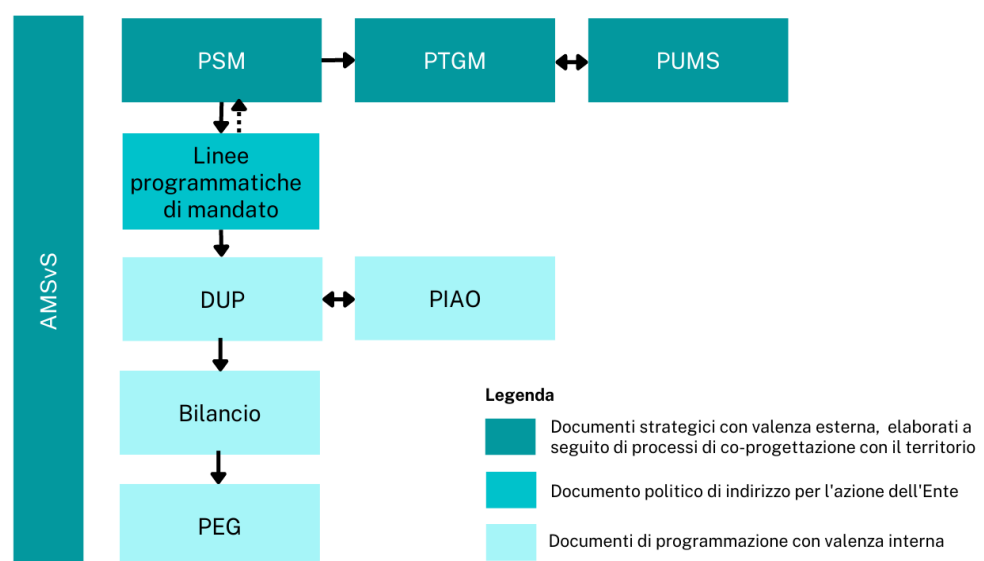 AMSvS
PSM
PTGM
PUMS
Linee
programmatiche
di mandato
DUP
PIAO
Bilancio
PEG
Legenda
Documenti strategici con valenza esterna, elaborati a
seguito di processi di co-progettazione con il territorio
Documento politico di indirizzo per l'azione dell'Ente
Documenti di programmazione con valenza interna